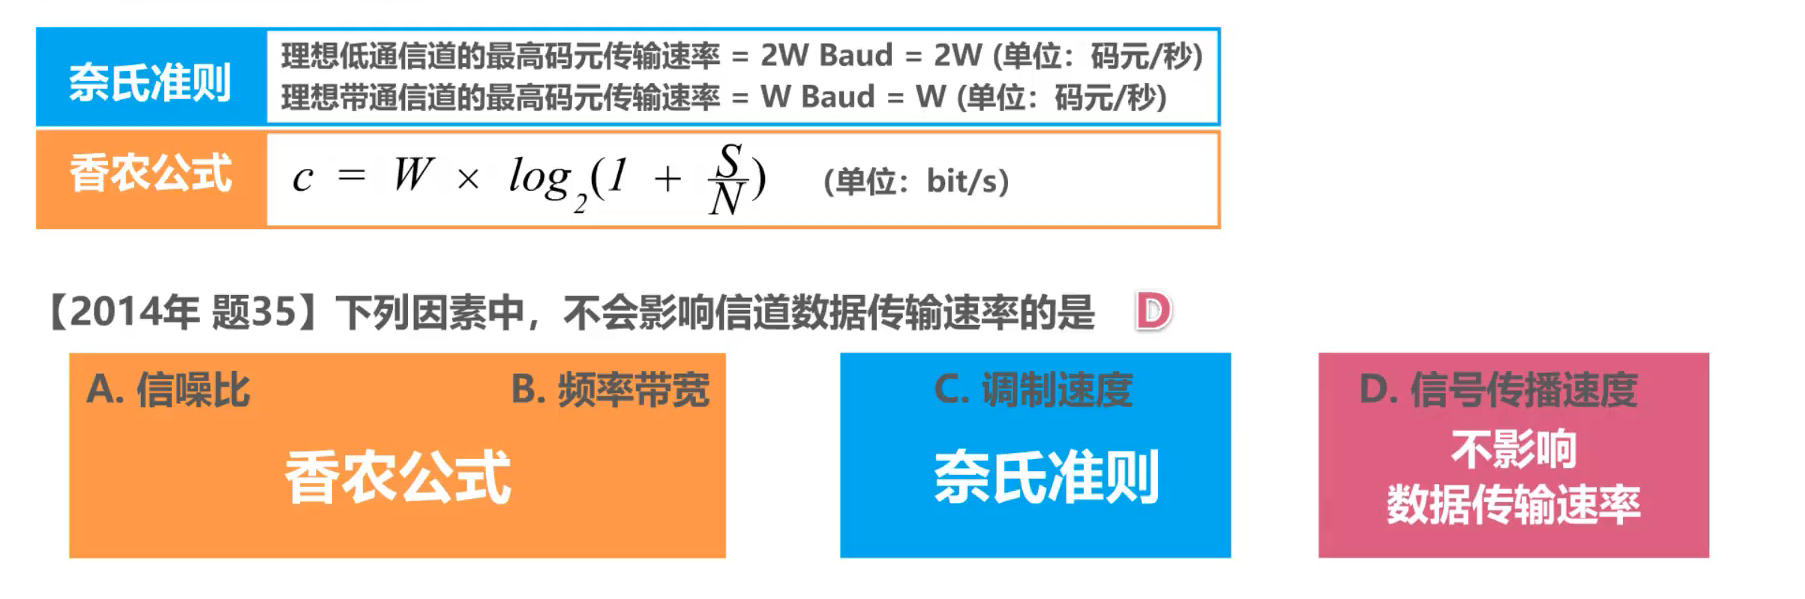 奈氏准则
理想低通信道的最高码元传输速率 = 2W Baud = 2W (单位：码元/秒)
理想带通信道的最高码元传输速率 = W Baud = W (单位：码元/秒)
香农公式
c = W × log₂(1 + S/N) (单位：bit/s)
【2014年 题35】下列因素中，不会影响信道数据传输速率的是 D
A. 信噪比 B. 频率带宽
香农公式
C. 调制速度
奈氏准则
D. 信号传播速度
不影响
数据传输速率